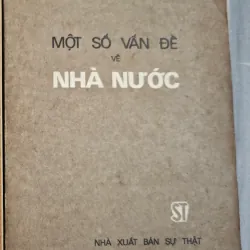 MỘT SỐ VẤN ĐỀ
VỀ
NHÀ NƯỚC
ST
NHÀ XUẤT BẢN SỰ THẬT